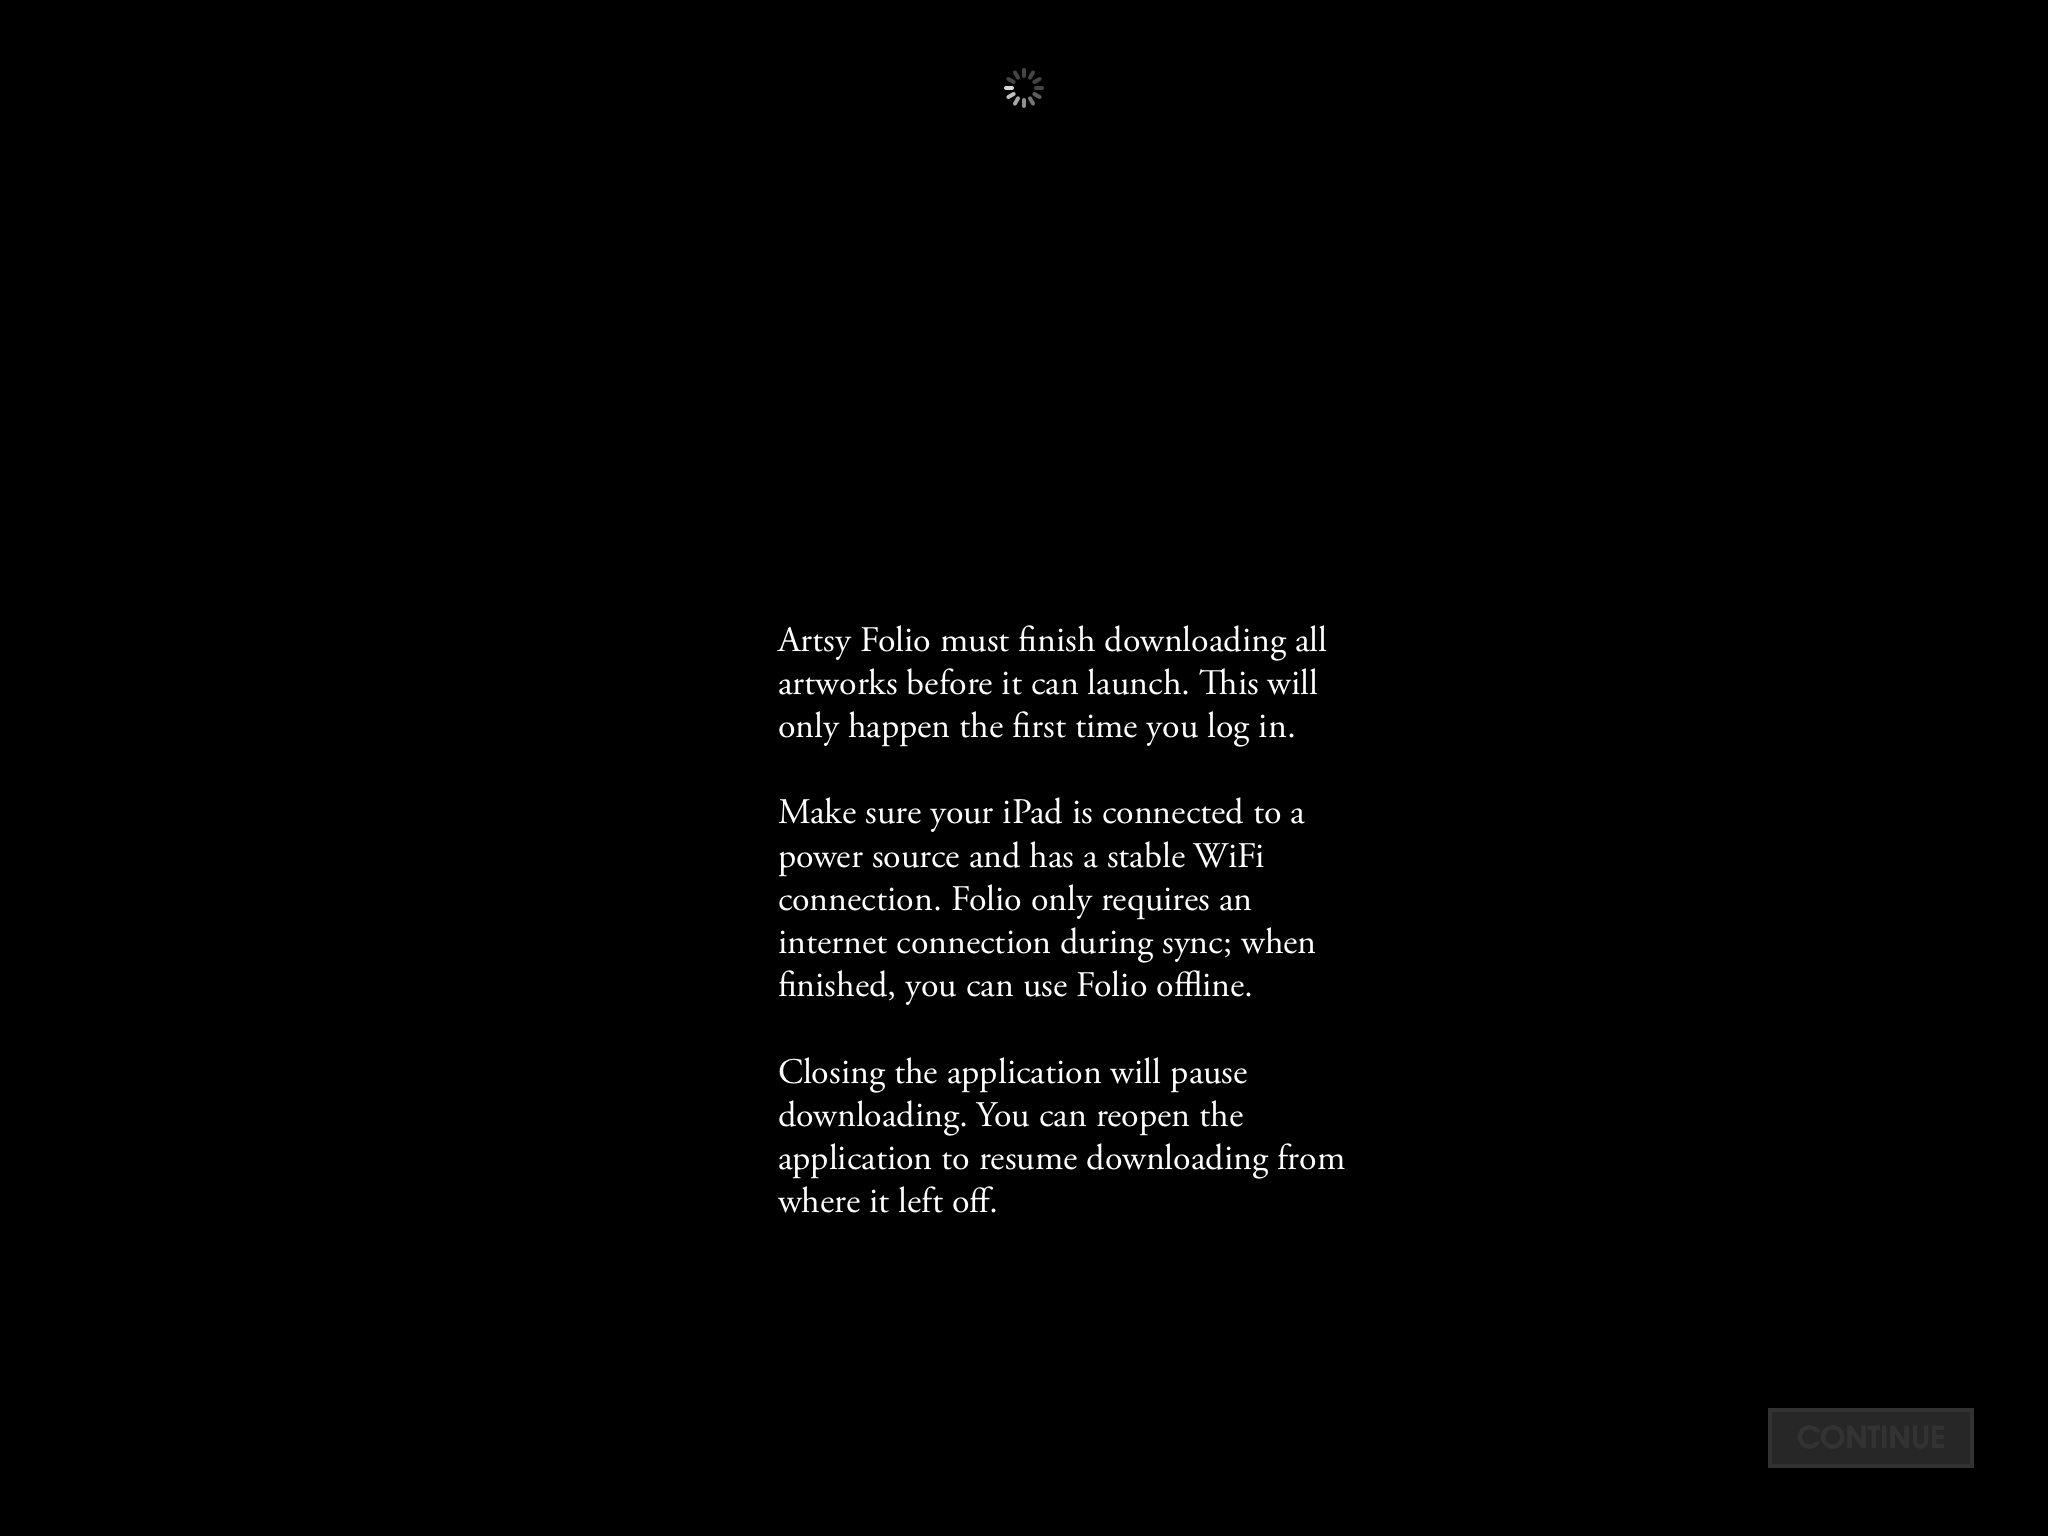 Artsy Folio must finish downloading all
artworks before it can launch. This will
only happen the first time you log in.
Make sure your iPad is connected to a
power source and has a stable WiFi
connection. Folio only requires an
internet connection during sync; when
finished, you can use Folio offline.
Closing the application will pause
downloading. You can reopen the
application to resume downloading from
where it left off.
CONTINUE